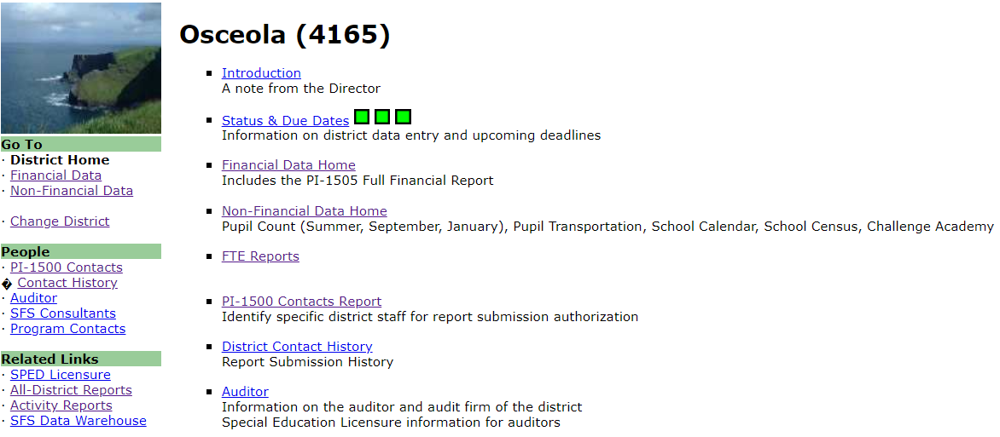 Osceola (4165)
Go To
· District Home
· Financial Data
· Non-Financial Data
· Change District
People
· PI-1500 Contacts
� Contact History
· Auditor
· SFS Consultants
· Program Contacts
Related Links
· SPED Licensure
· All-District Reports
· Activity Reports
· SFS Data Warehouse
Introduction
A note from the Director
Status & Due Dates
Information on district data entry and upcoming deadlines
Financial Data Home
Includes the PI-1505 Full Financial Report
Non-Financial Data Home
Pupil Count (Summer, September, January), Pupil Transportation, School Calendar, School Census, Challenge Academy
FTE Reports
PI-1500 Contacts Report
Identify specific district staff for report submission authorization
District Contact History
Report Submission History
Auditor
Information on the auditor and audit firm of the district
Special Education Licensure information for auditors